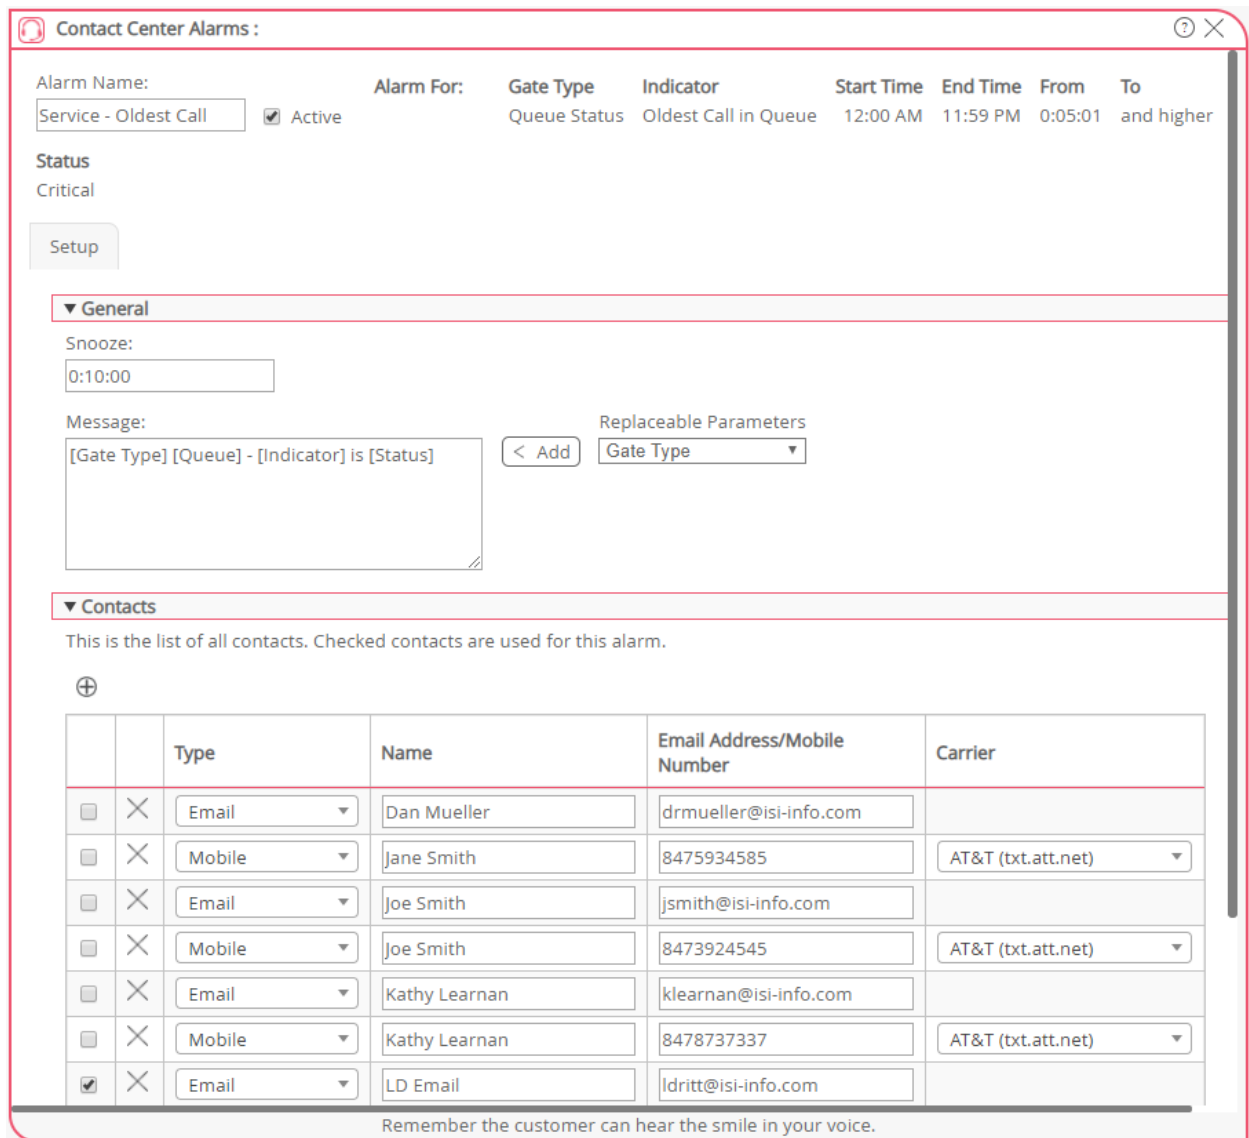 Contact Center Alarms :
Alarm Name:
Service - Oldest Call
Active
Alarm For: Gate Type Indicator Start Time End Time From To
Queue Status Oldest Call in Queue 12:00 AM 11:59 PM 0:05:01 and higher
Status
Critical
Setup
General
Snooze:
0:10:00
Message:
[Gate Type] [Queue] - [Indicator] is [Status]
< Add
Replaceable Parameters
Gate Type
Contacts
This is the list of all contacts. Checked contacts are used for this alarm.
Type Name Email Address/Mobile Number Carrier
Email Dan Mueller drmueller@isi-info.com
Mobile Jane Smith 8475934585 AT&T (txt.att.net)
Email Joe Smith jsmith@isi-info.com
Mobile Joe Smith 8473924545 AT&T (txt.att.net)
Email Kathy Learnan klearnan@isi-info.com
Mobile Kathy Learnan 8478737337 AT&T (txt.att.net)
Email LD Email ldritt@isi-info.com
Remember the customer can hear the smile in your voice.